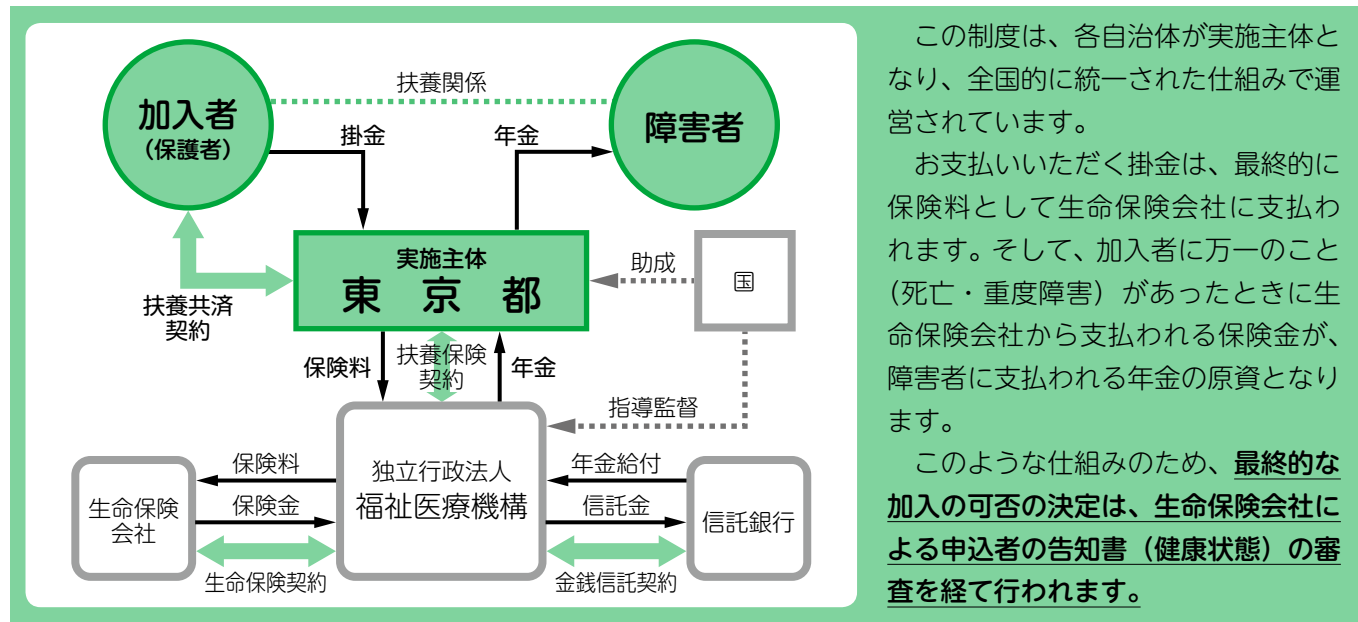 扶養関係
加入者
（保護者）
障害者
掛金
年金
実施主体
東京都
助成
国
扶養共済
契約
保険料
扶養保険
契約
年金
指導監督
保険料
独立行政法人
福祉医療機構
年金給付
生命保険
会社
保険金
信託金
信託銀行
生命保険契約
金銭信託契約
この制度は、各自治体が実施主体と
なり、全国的に統一された仕組みで運
営されています。
お支払いいただく掛金は、最終的に
保険料として生命保険会社に支払わ
れます。そして、加入者に万一のこと
（死亡・重度障害）があったときに生
命保険会社から支払われる保険金が、
障害者に支払われる年金の原資となり
ます。
このような仕組みのため、最終的な
加入の可否の決定は、生命保険会社に
よる申込者の告知書（健康状態）の審
査を経て行われます。